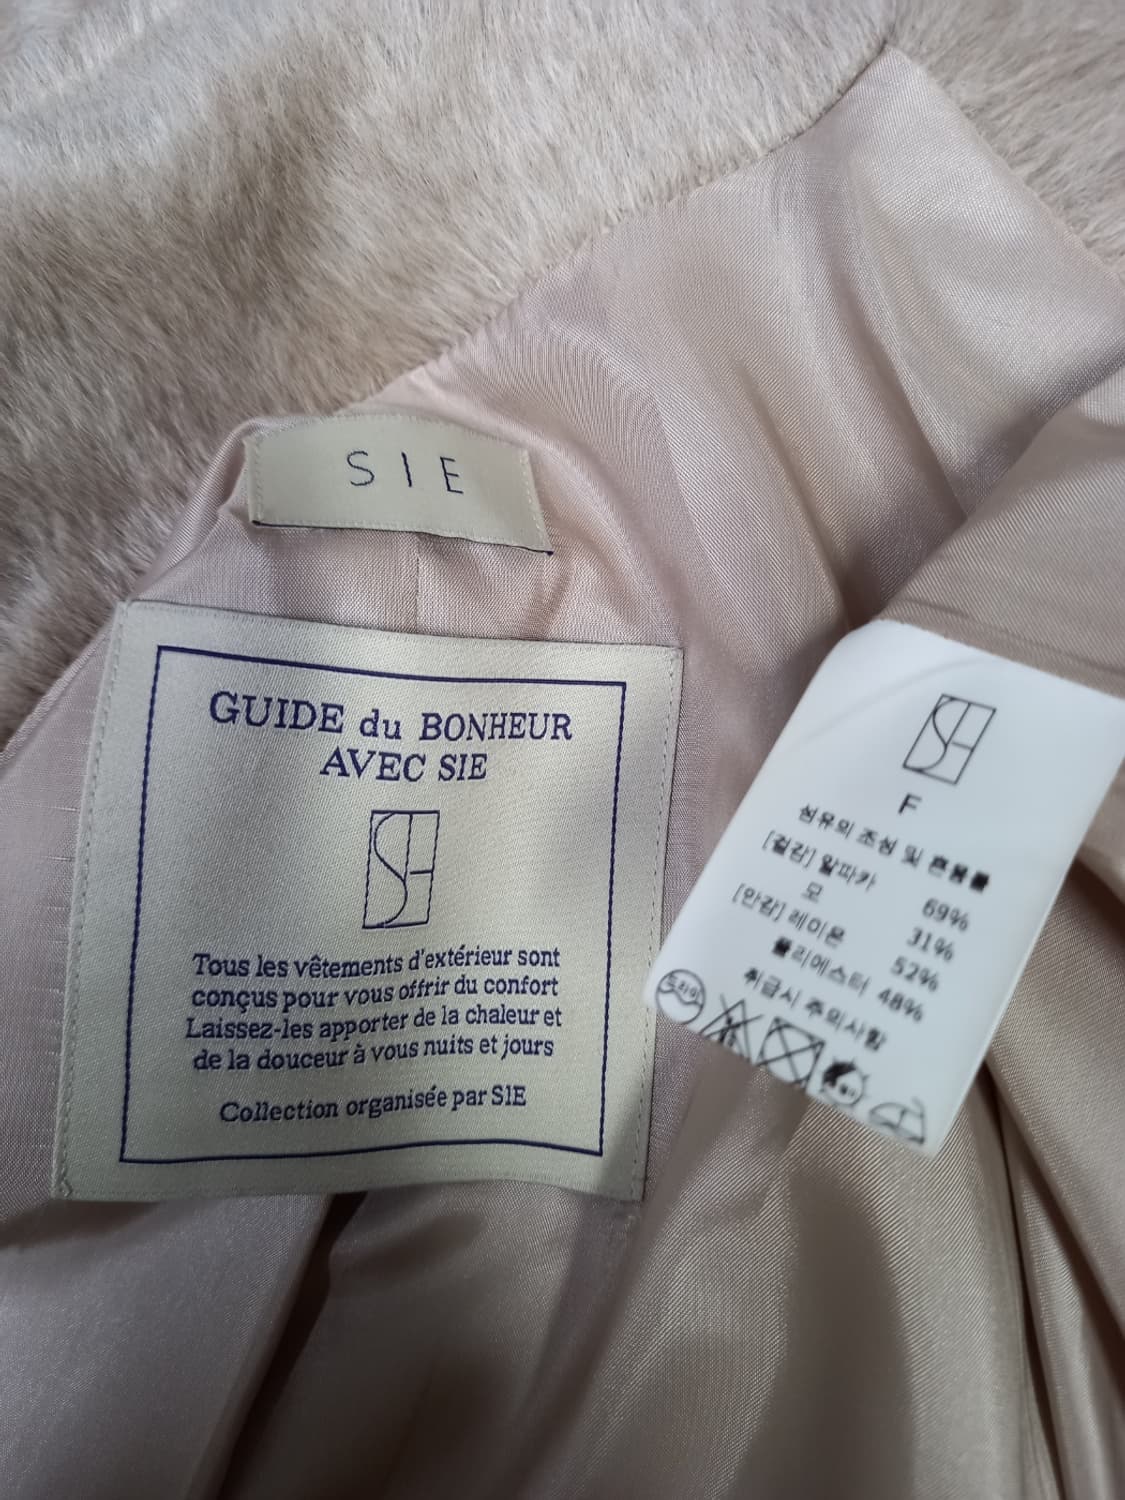 SIE
GUIDE du BONHEUR
AVEC SIE
Tous les vêtements d'extérieur sont
conçus pour vous offrir du confort
Laissez-les apporter de la chaleur et
de la douceur à vous nuits et jours
Collection organisée par SIE
F
섬유의 조성 및 혼용률
[겉감] 알파카 69%
모 31%
[안감] 레이온 52%
폴리에스터 48%
취급시 주의사항